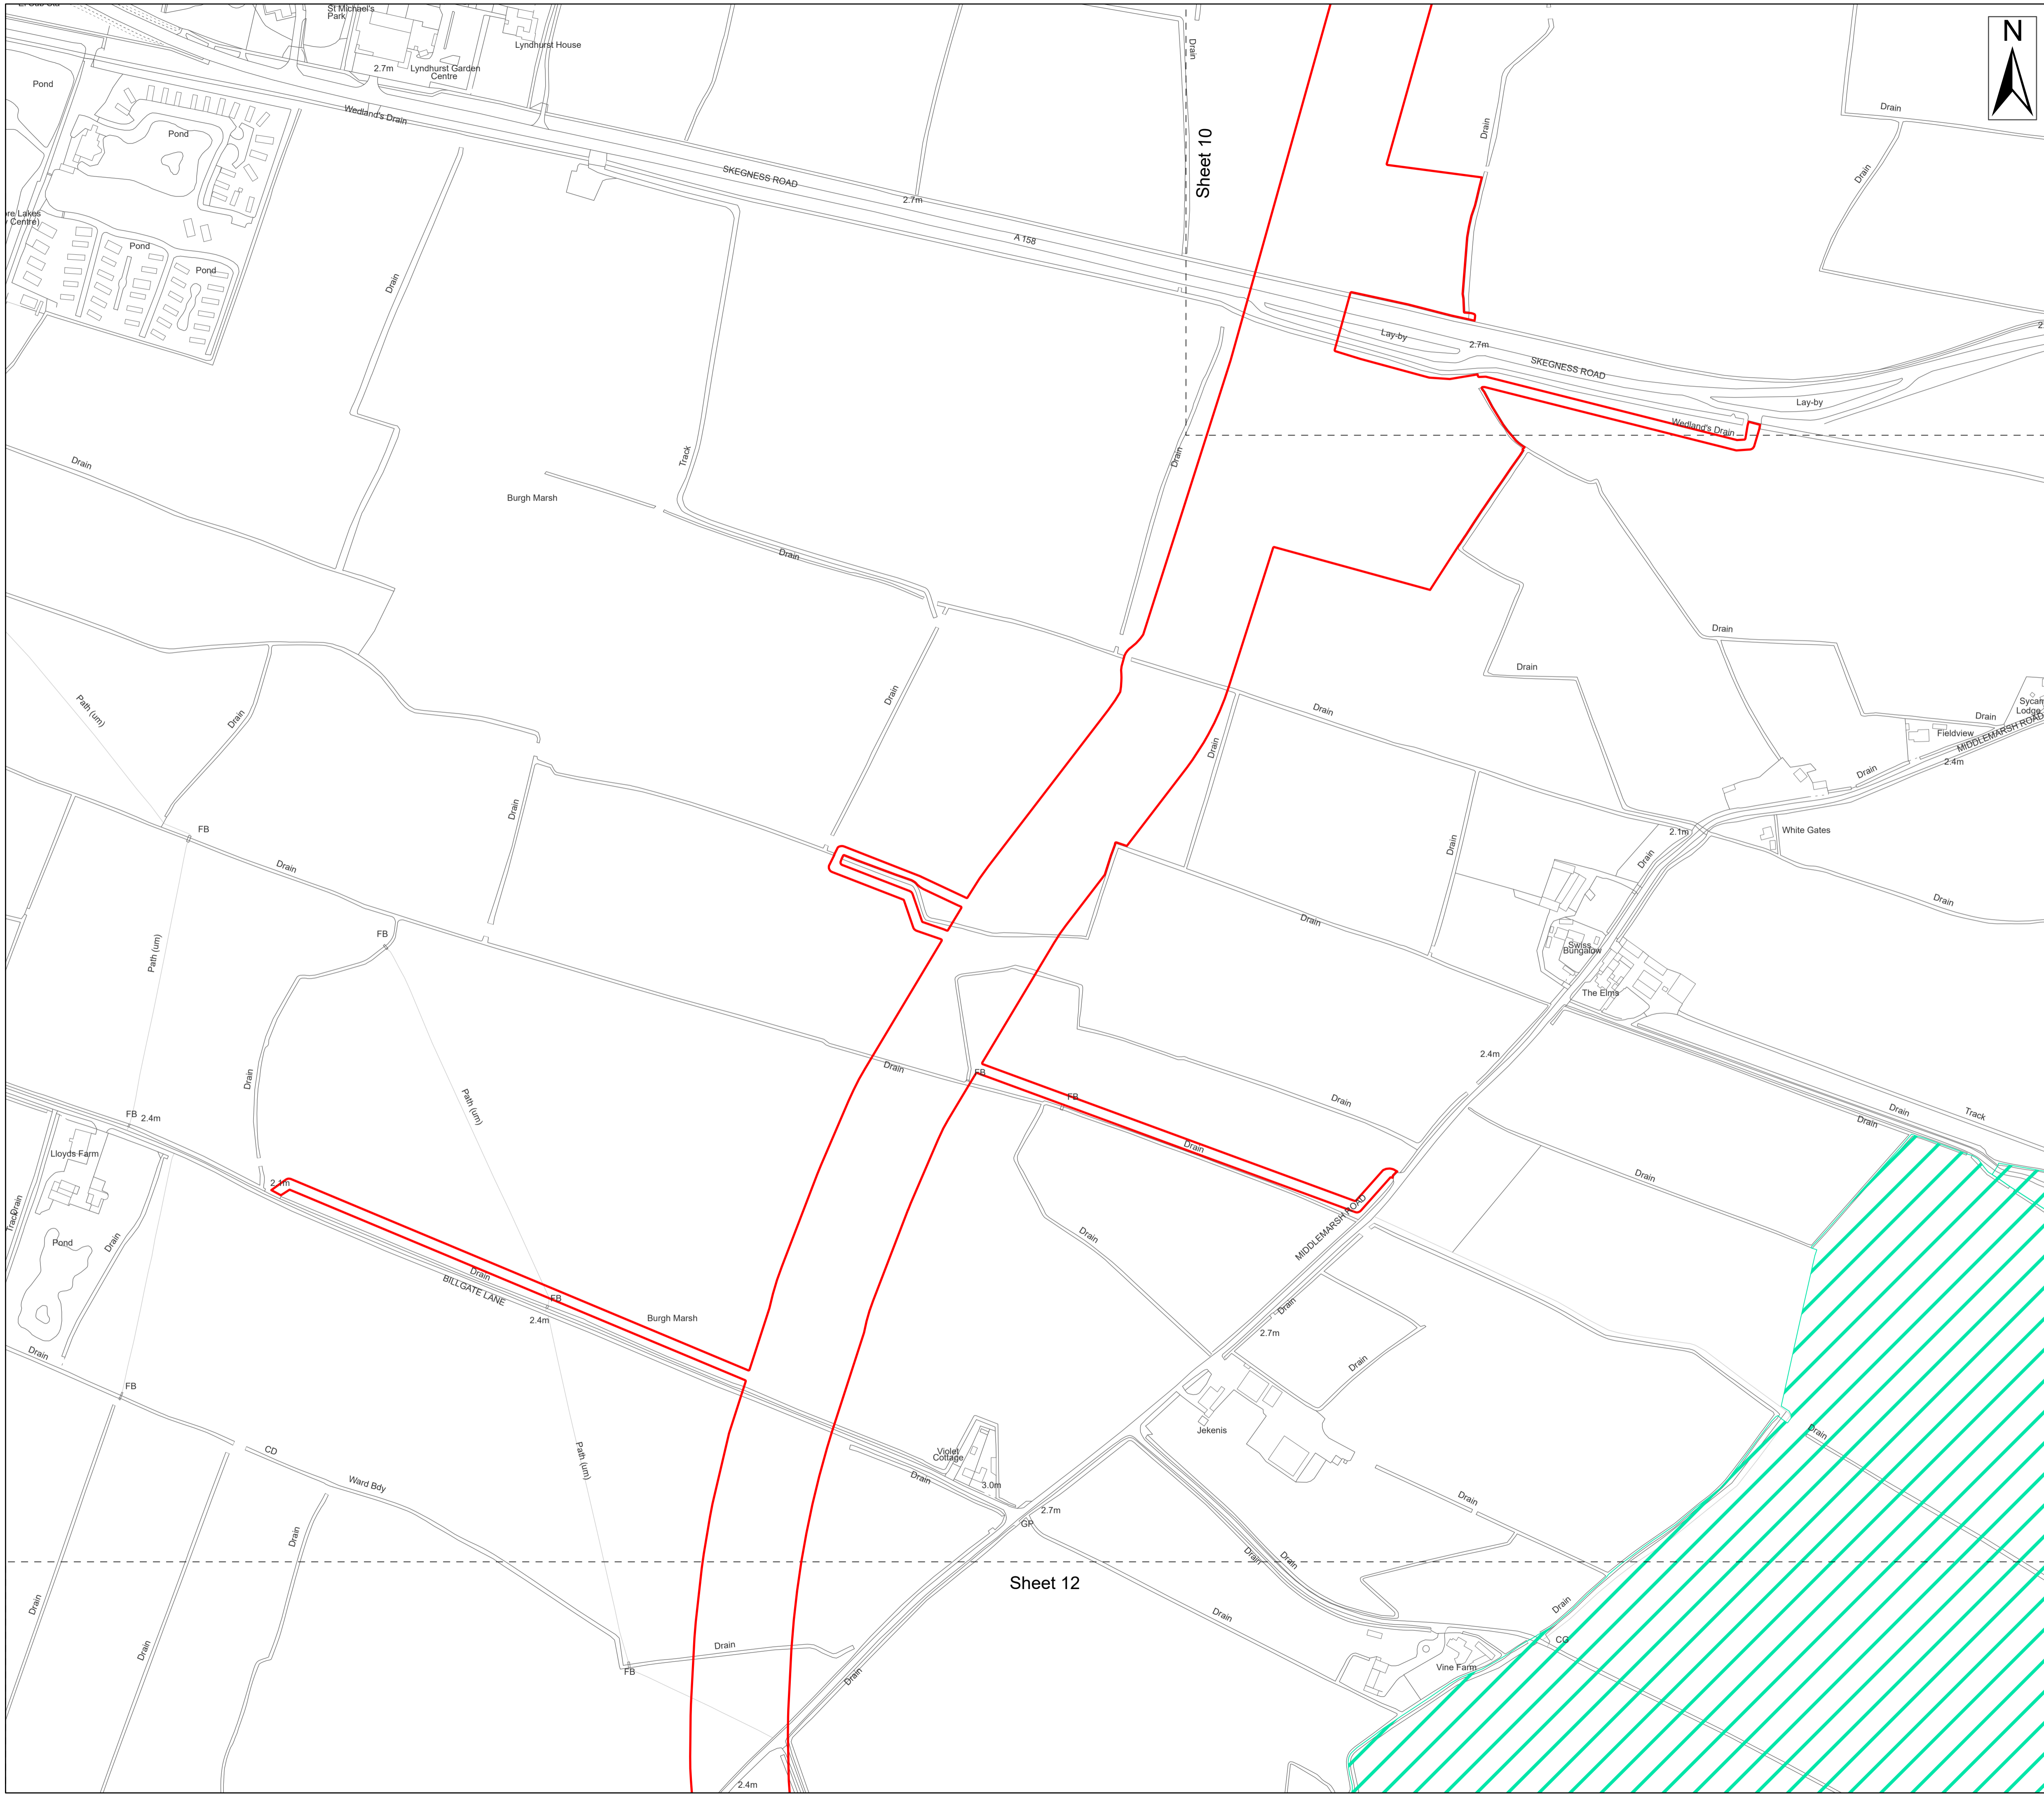 St Michael's
Park
Lyndhurst House
2.7m
Lyndhurst Garden
Centre
Drain
N
Pond
Wedland's Drain
Pond
Sheet 10
Drain
Drain
Drain
SKEGNESS ROAD
2.7m
A 158
Pond
Pond
Drain
Lay-by
2.7m
SKEGNESS ROAD
Lay-by
Wedland's Drain
Drain
Track
Drain
Burgh Marsh
Drain
Drain
Drain
Drain
Path (um)
Drain
Drain
Drain
Drain
Drain
Lodge
MIDDLEMARSH ROAD
Fieldview
2.4m
Drain
Drain
FB
2.1m
White Gates
Drain
Drain
Drain
Drain
Drain
FB
Path (um)
Swiss
Bungalow
The Elms
2.4m
Drain
FB
FB
Drain
Drain
Drain
Track
Drain
Path (um)
FB
2.4m
Lloyds Farm
Drain
Drain
2.1m
Drain
Track
Pond
Drain
Drain
MIDDLEMARSH ROAD
Drain
BILLGATE LANE
FB
2.4m
Burgh Marsh
Drain
2.7m
Drain
Drain
FB
Jekenis
Drain
CD
Ward Bdy
Path (um)
Violet
Cottage
Drain
3.0m
2.7m
GP
Drain
Drain
Drain
Drain
Sheet 12
Drain
Drain
Drain
Drain
Drain
FB
Drain
CG
Vine Farm
2.4m